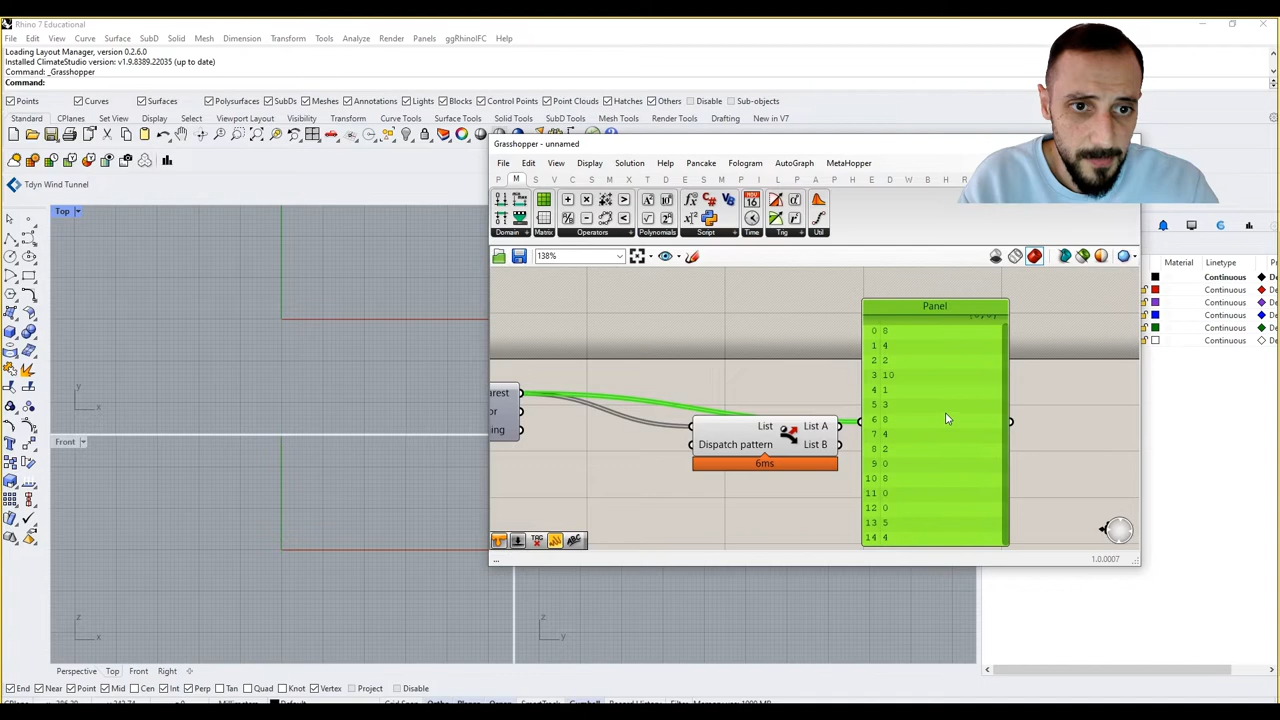 Rhino 7 Educational
File Edit View Curve Surface SubD Solid Mesh Dimension Transform Tools Analyze Render Panels ggRhinoIFC Help
Loading Layout Manager, version 0.2.6.0
Installed ClimateStudio version: v1.9.8389.22035 (up to date)
Command: _Grasshopper
Command:
Points Curves Surfaces Polysurfaces SubDs Meshes Annotations Lights Blocks Control Points Point Clouds Hatches Others Disable Sub-objects
Standard CPlanes Set View Display Select Viewport Layout Visibility Transform Curve Tools Surface Tools Solid Tools SubD Tools Mesh Tools Render Tools Drafting New in V7
Tdyn Wind Tunnel
Top
Grasshopper - unnamed
File Edit View Display Solution Help Pancake Fologram AutoGraph MetaHopper
P M S V C S M I T D W L H K F E D B W H R
Domain Matrix Operators Polynomials Script Time Trig Util
138%
Panel
{0;0}
0 8
1 4
2 2
3 10
4 1
5 3
6 8
7 4
8 2
9 0
10 8
11 0
12 0
13 5
14 4
arest
or
ing
List List A
Dispatch pattern List B
6ms
1.0.0007
Material Linetype
Continuous
Continuous
Continuous
Continuous
Continuous
Continuous
y
x
Front
z
x
z
y
Perspective Top Front Right
End Near Point Mid Cen Int Perp Tan Quad Knot Vertex Project Disable